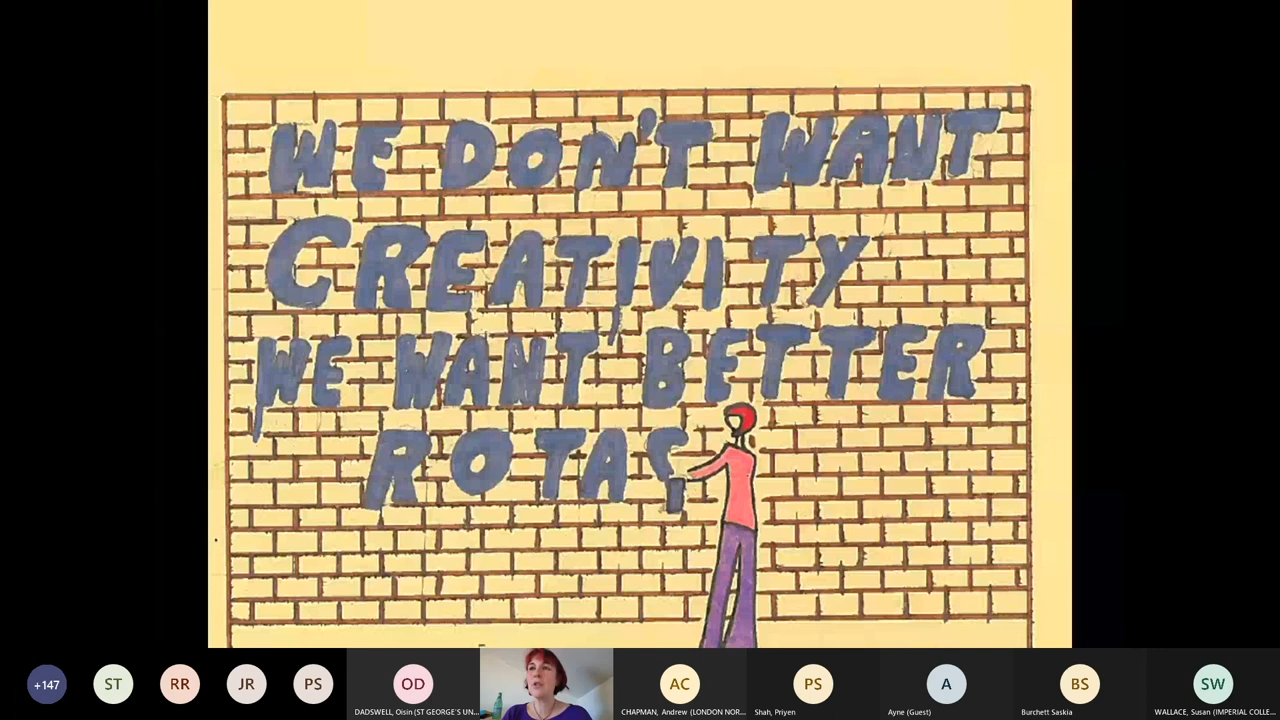 WE DON'T WANT
CREATIVITY
WE WANT BETTER
ROTAS
+147
ST
RR
JR
PS
OD
DADSWELL, Oisin (ST GEORGE'S UN...
AC
CHAPMAN, Andrew (LONDON NOR...
PS
Shah, Priyen
A
Ayne (Guest)
BS
Burchett Saskia
SW
WALLACE, Susan (IMPERIAL COLLE...